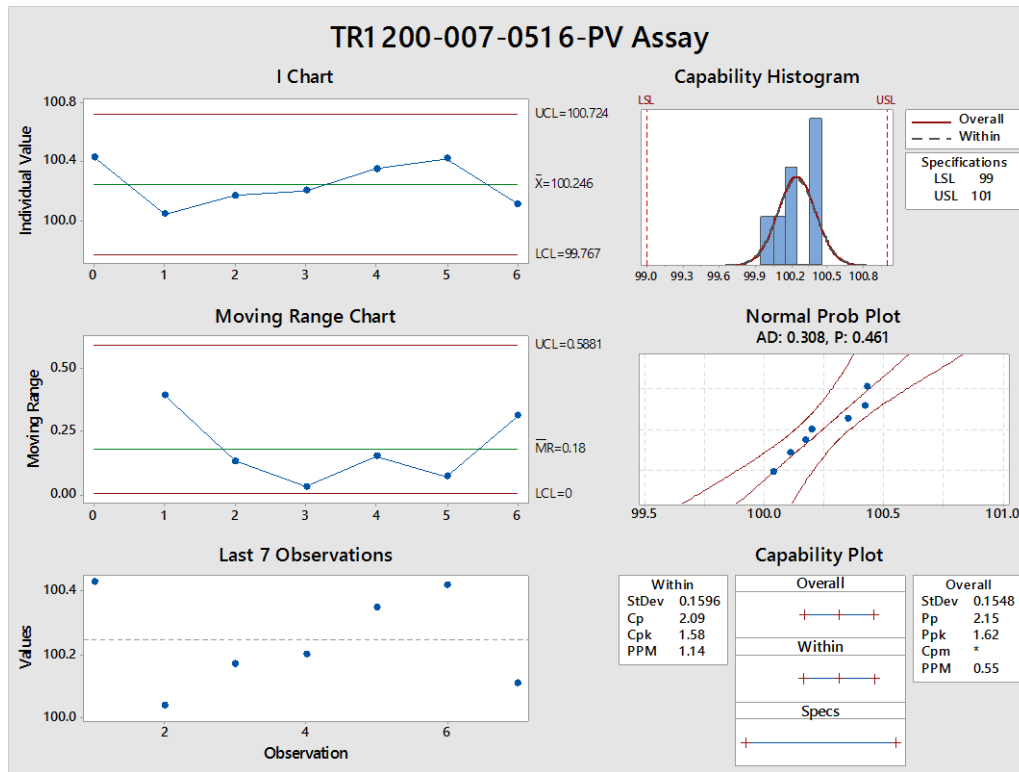 TR1200-007-0516-PV Assay
I Chart
Individual Value
100.8
100.4
100.0
UCL=100.724
X̄=100.246
LCL=99.767
0 1 2 3 4 5 6
Capability Histogram
LSL USL
99.0 99.3 99.6 99.9 100.2 100.5 100.8
Overall
Within
Specifications
LSL 99
USL 101
Moving Range Chart
Moving Range
0.50
0.25
0.00
UCL=0.5881
M̄R̄=0.18
LCL=0
0 1 2 3 4 5 6
Normal Prob Plot
AD: 0.308, P: 0.461
99.5 100.0 100.5 101.0
Last 7 Observations
Values
100.4
100.2
100.0
2 4 6
Observation
Capability Plot
Within
StDev 0.1596
Cp 2.09
Cpk 1.58
PPM 1.14
Overall
Within
Specs
Overall
StDev 0.1548
Pp 2.15
Ppk 1.62
Cpm *
PPM 0.55